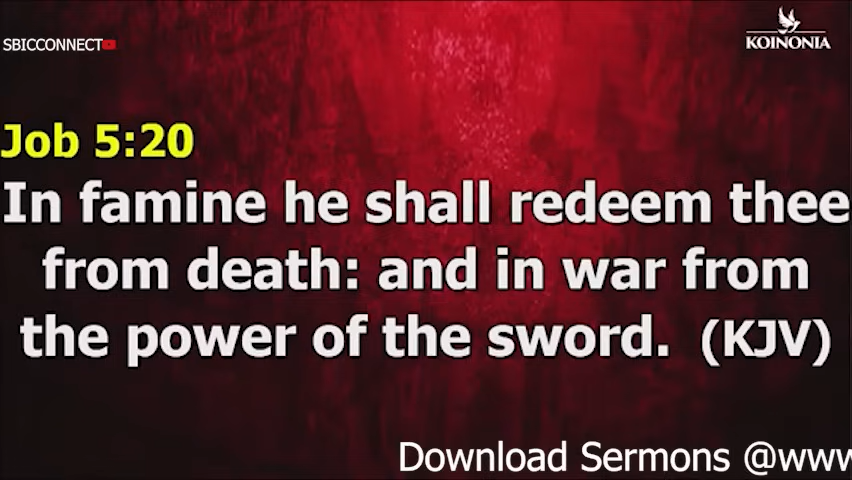 SBICCONNECT
KOINONIA
Job 5:20
In famine he shall redeem thee
from death: and in war from
the power of the sword. (KJV)
Download Sermons @www